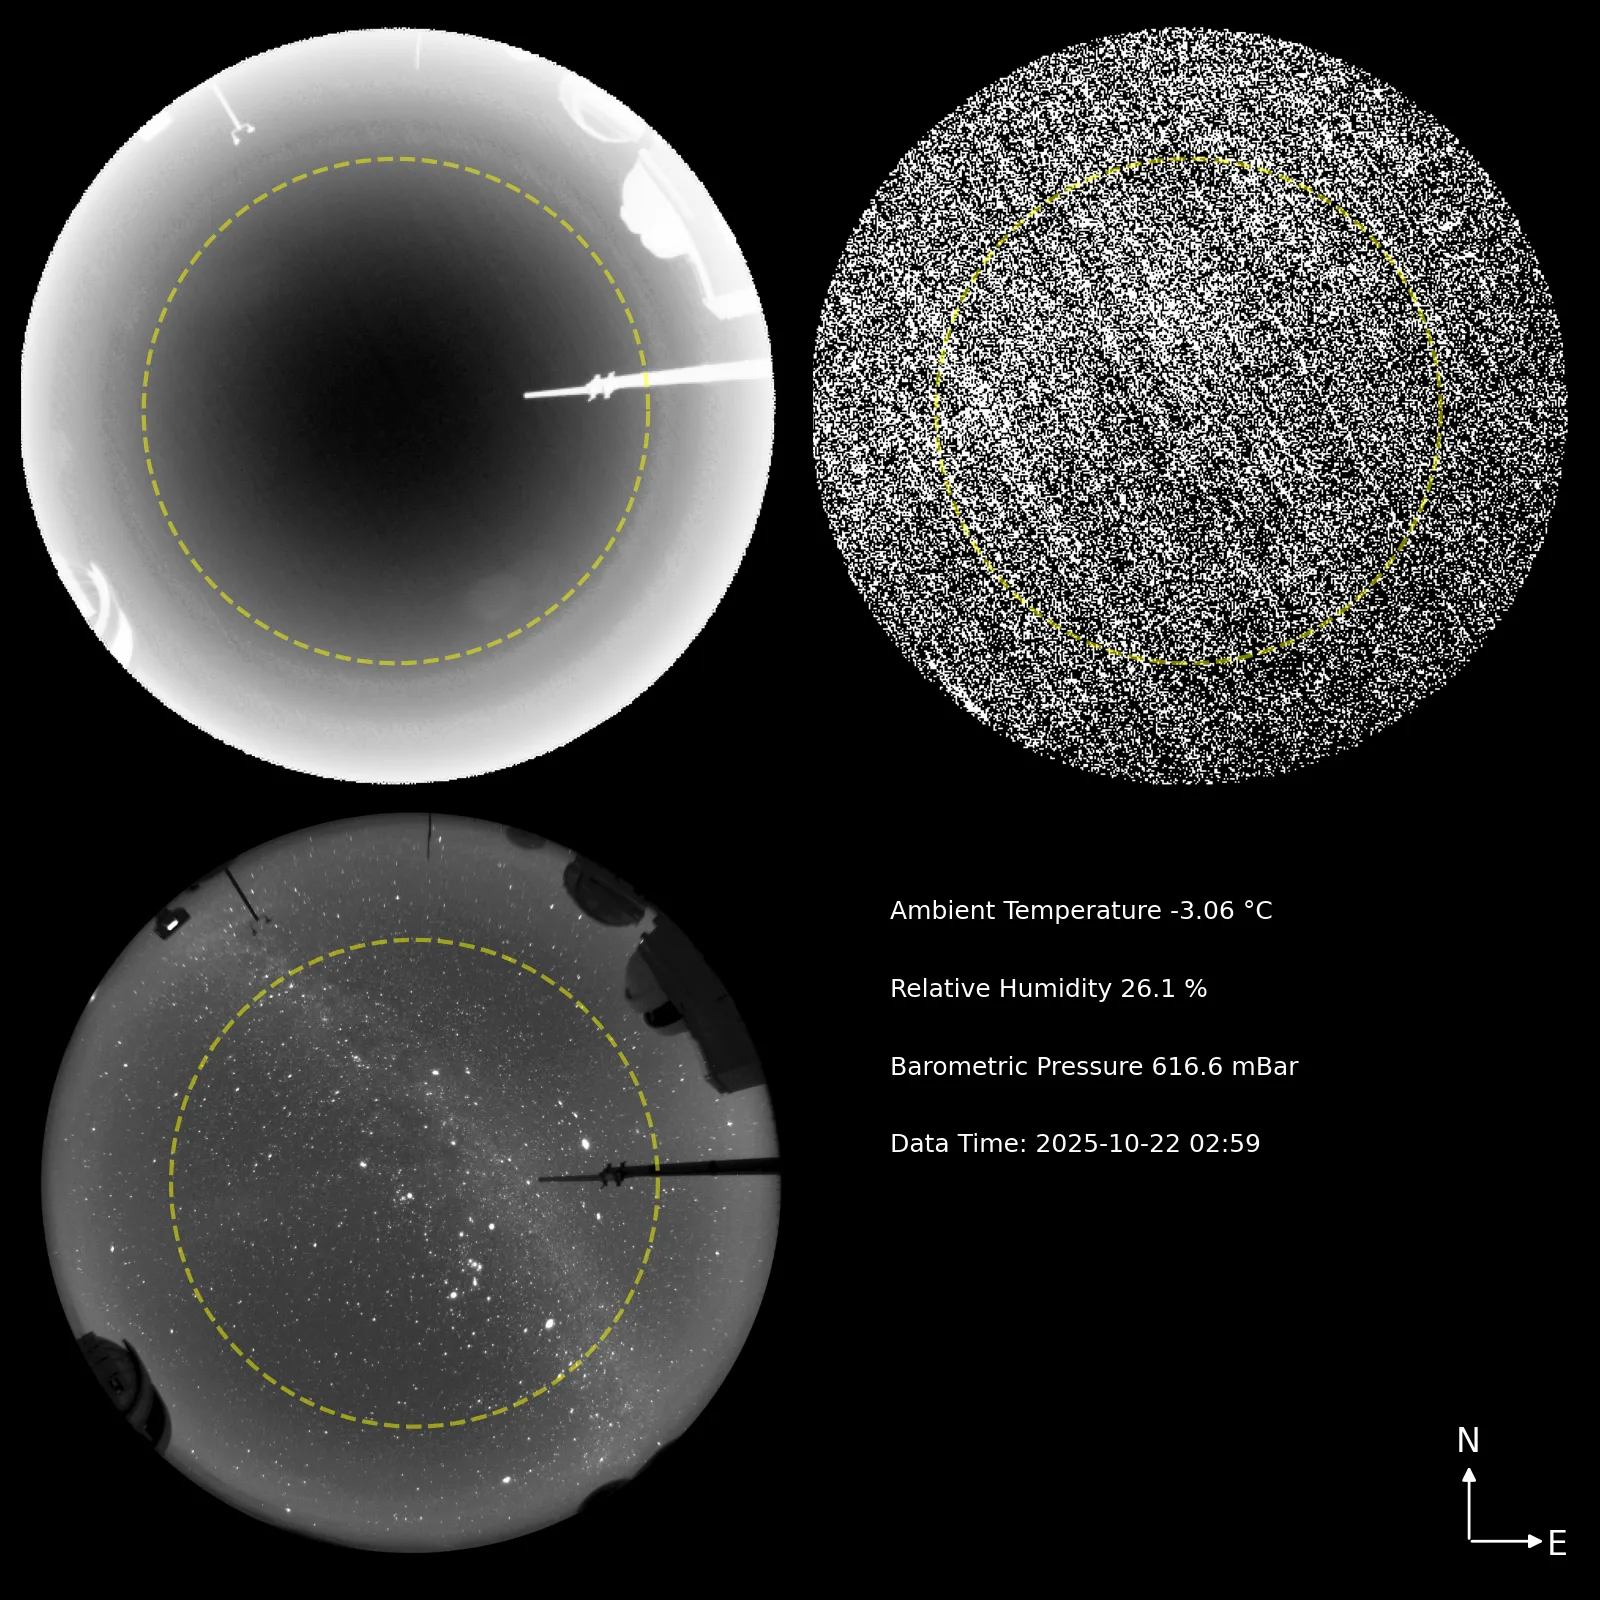 Ambient Temperature -3.06 °C
Relative Humidity 26.1 %
Barometric Pressure 616.6 mBar
Data Time: 2025-10-22 02:59
N
E